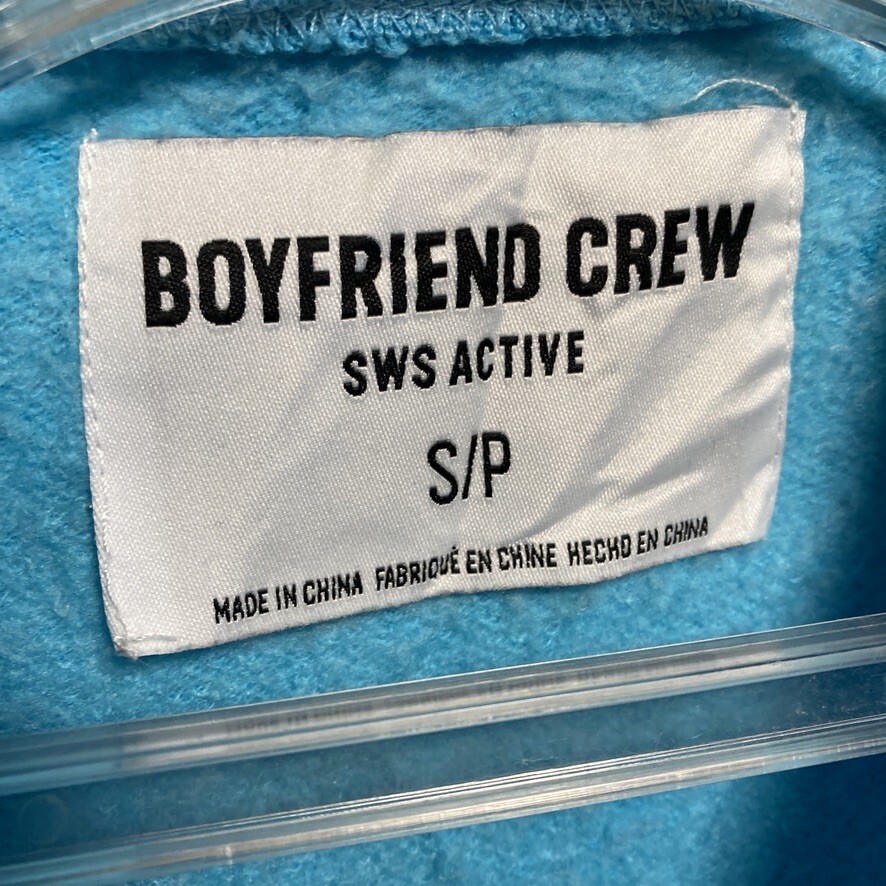 BOYFRIEND CREW
SWS ACTIVE
S/P
MADE IN CHINA FABRIQUÉ EN CHINE HECHO EN CHINA